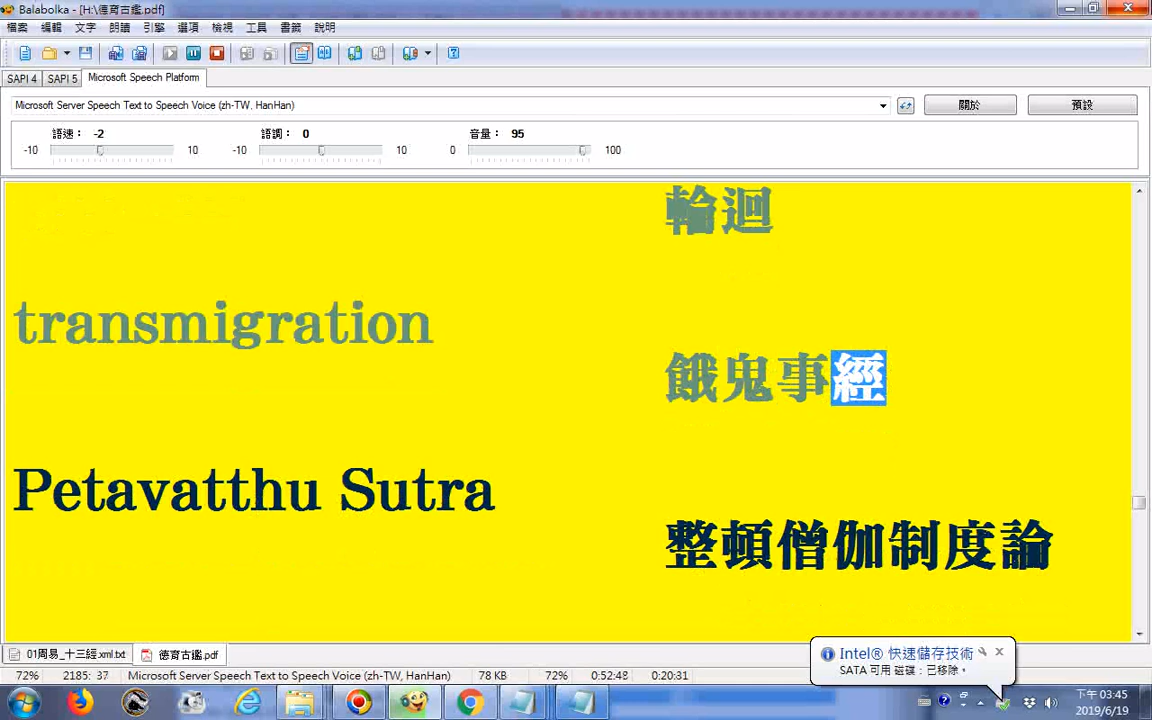 Balabolka - [H:\德育古鑑.pdf]
檔案 編輯 文字 朗讀 引擎 選項 檢視 工具 書籤 說明
SAPI 4 SAPI 5 Microsoft Speech Platform
Microsoft Server Speech Text to Speech Voice (zh-TW, HanHan) 關於 預設
語速： -2 語調： 0 音量： 95
-10 10 -10 10 0 100
輪迴
transmigration
餓鬼事經
Petavatthu Sutra
整頓僧伽制度論
Intel® 快速儲存技術
SATA 可用 磁碟：已移除。
01周易_十三經.xml.txt 德育古鑑.pdf
72% 2185: 37 Microsoft Server Speech Text to Speech Voice (zh-TW, HanHan) 78 KB 72% 0:52:48 0:20:31
下午 03:45
2019/6/19